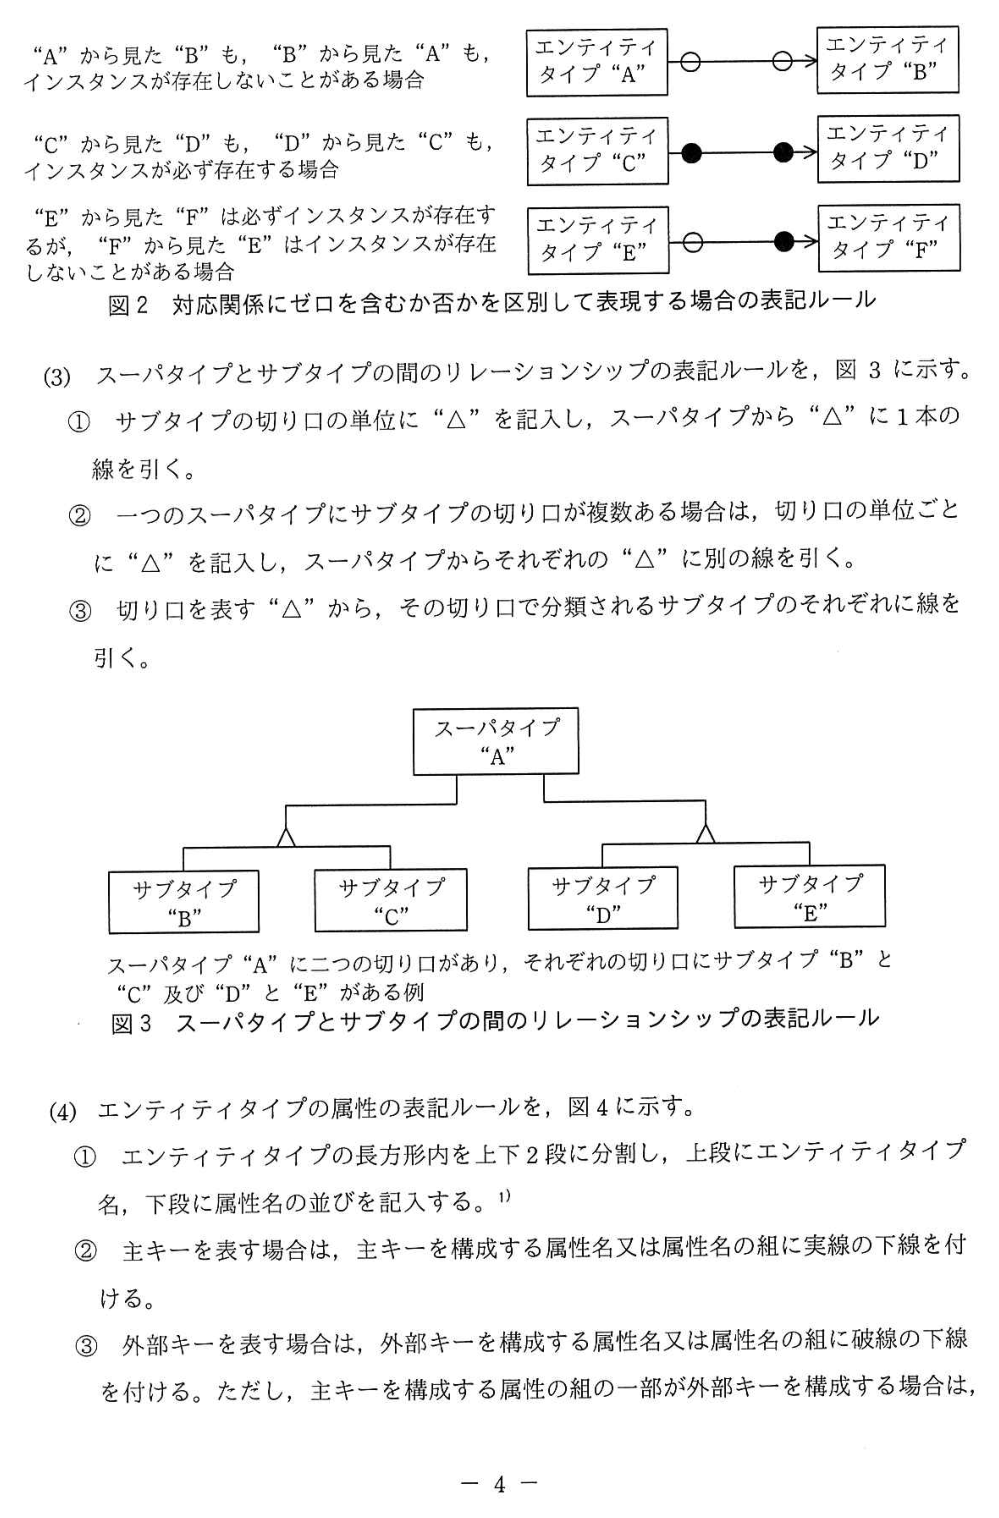 “A”から見た“B”も，“B”から見た“A”も，
インスタンスが存在しないことがある場合
エンティティ
タイプ“A”
エンティティ
タイプ“B”
“C”から見た“D”も，“D”から見た“C”も，
インスタンスが必ず存在する場合
エンティティ
タイプ“C”
エンティティ
タイプ“D”
“E”から見た“F”は必ずインスタンスが存在す
るが，“F”から見た“E”はインスタンスが存在
しないことがある場合
エンティティ
タイプ“E”
エンティティ
タイプ“F”
図2　対応関係にゼロを含むか否かを区別して表現する場合の表記ルール
(3)　スーパタイプとサブタイプの間のリレーションシップの表記ルールを，図 3 に示す。
①　サブタイプの切り口の単位に“△”を記入し，スーパタイプから“△”に1本の
線を引く。
②　一つのスーパタイプにサブタイプの切り口が複数ある場合は，切り口の単位ごと
に“△”を記入し，スーパタイプからそれぞれの“△”に別の線を引く。
③　切り口を表す“△”から，その切り口で分類されるサブタイプのそれぞれに線を
引く。
スーパタイプ
“A”
サブタイプ
“B”
サブタイプ
“C”
サブタイプ
“D”
サブタイプ
“E”
スーパタイプ“A”に二つの切り口があり，それぞれの切り口にサブタイプ“B”と
“C”及び“D”と“E”がある例
図3　スーパタイプとサブタイプの間のリレーションシップの表記ルール
(4)　エンティティタイプの属性の表記ルールを，図4に示す。
①　エンティティタイプの長方形内を上下2段に分割し，上段にエンティティタイプ
名，下段に属性名の並びを記入する。1)
②　主キーを表す場合は，主キーを構成する属性名又は属性名の組に実線の下線を付
ける。
③　外部キーを表す場合は，外部キーを構成する属性名又は属性名の組に破線の下線
を付ける。ただし，主キーを構成する属性の組の一部が外部キーを構成する場合は，
－ 4 －